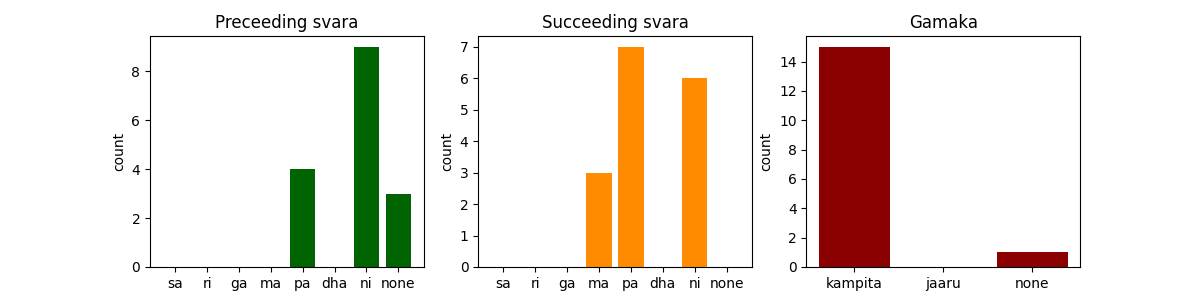 Preceeding svara
count
8
6
4
2
0
sa ri ga ma pa dha ni none
Succeeding svara
count
7
6
5
4
3
2
1
0
sa ri ga ma pa dha ni none
Gamaka
count
14
12
10
8
6
4
2
0
kampita jaaru none